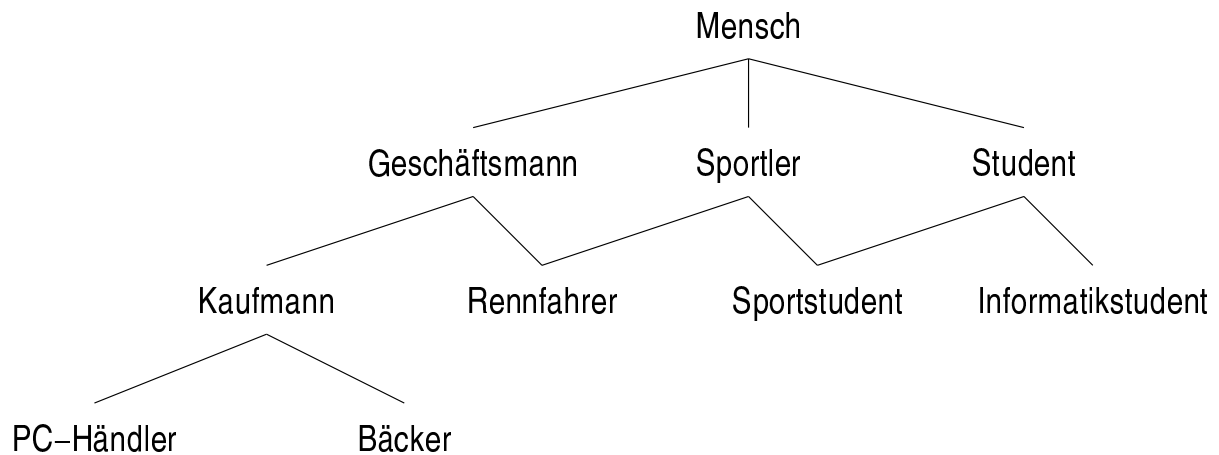 Mensch
Geschäftsmann Sportler Student
Kaufmann Rennfahrer Sportstudent Informatikstudent
PC–Händler Bäcker